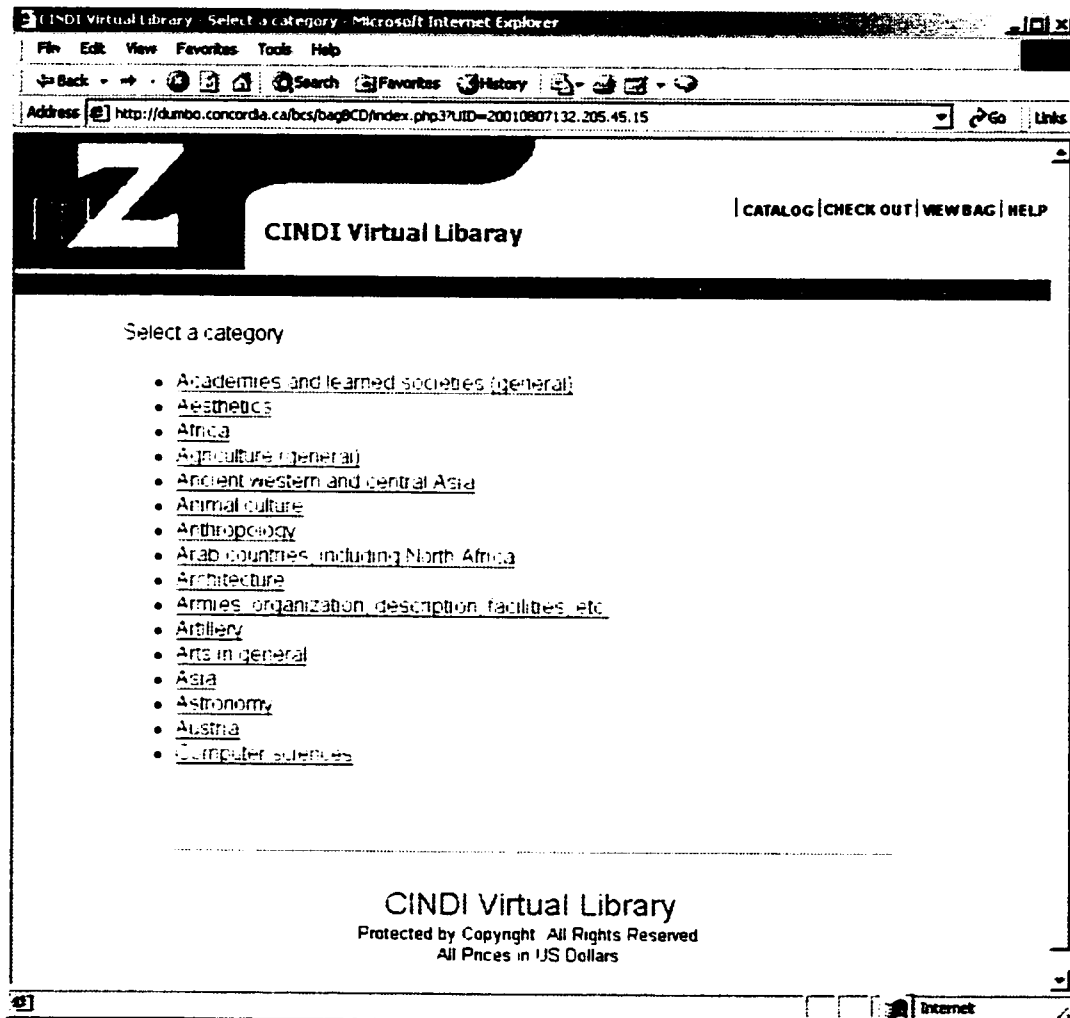 CINDI Virtual Library - Select a category - Microsoft Internet Explorer
File Edit View Favorites Tools Help
Back Search Favorites History
Address http://dumbo.concordia.ca/bcs/bagBCD/index.php3?UID=20010807132.205.45.15 Go Links
Z
CATALOG | CHECK OUT | VIEW BAG | HELP
CINDI Virtual Libaray
Select a category
• Academies and learned societies (general)
• Aesthetics
• Africa
• Agriculture (general)
• Ancient western and central Asia
• Animal culture
• Anthropology
• Arab countries, including North Africa
• Architecture
• Armies, organization, description, facilities, etc.
• Artillery
• Arts in general
• Asia
• Astronomy
• Austria
• Computer sciences
CINDI Virtual Library
Protected by Copyright All Rights Reserved
All Prices in US Dollars
Internet